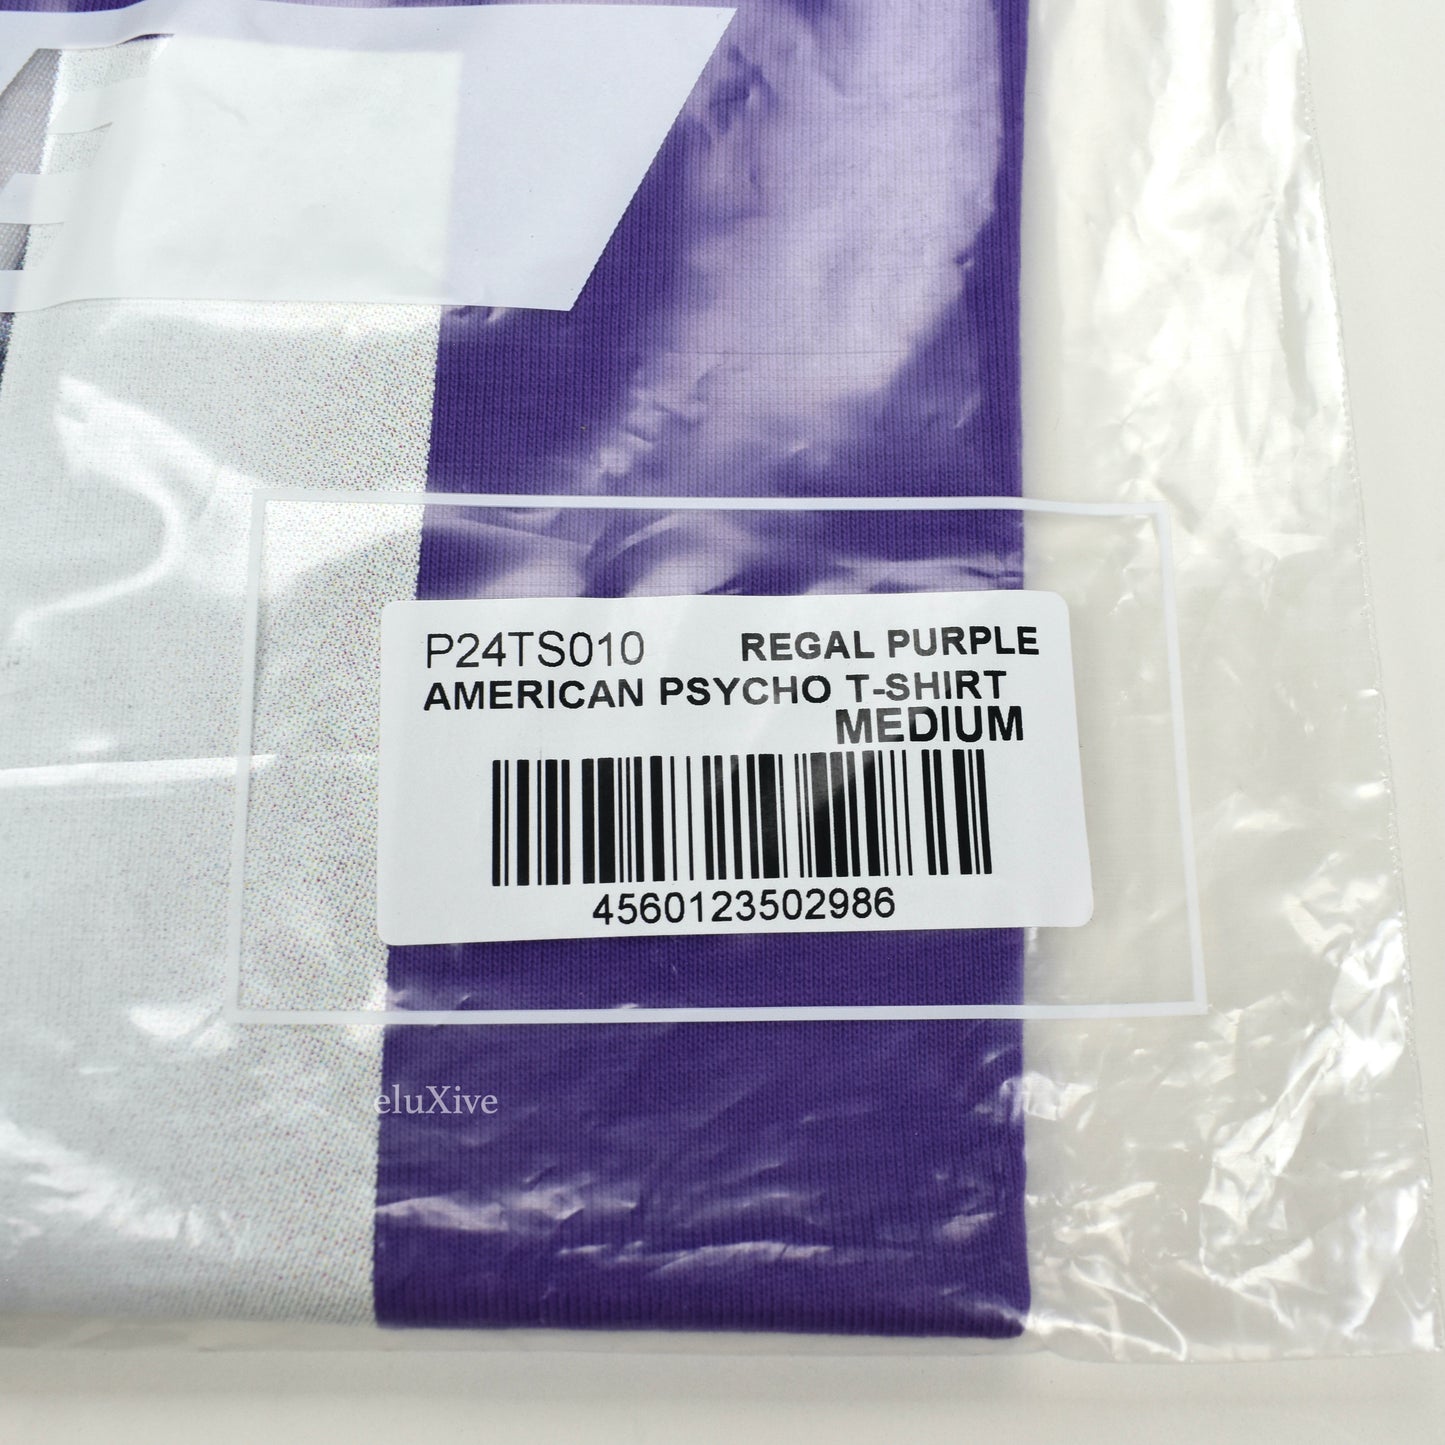 P24TS010 REGAL PURPLE
AMERICAN PSYCHO T-SHIRT
MEDIUM
4560123502986
eluXive